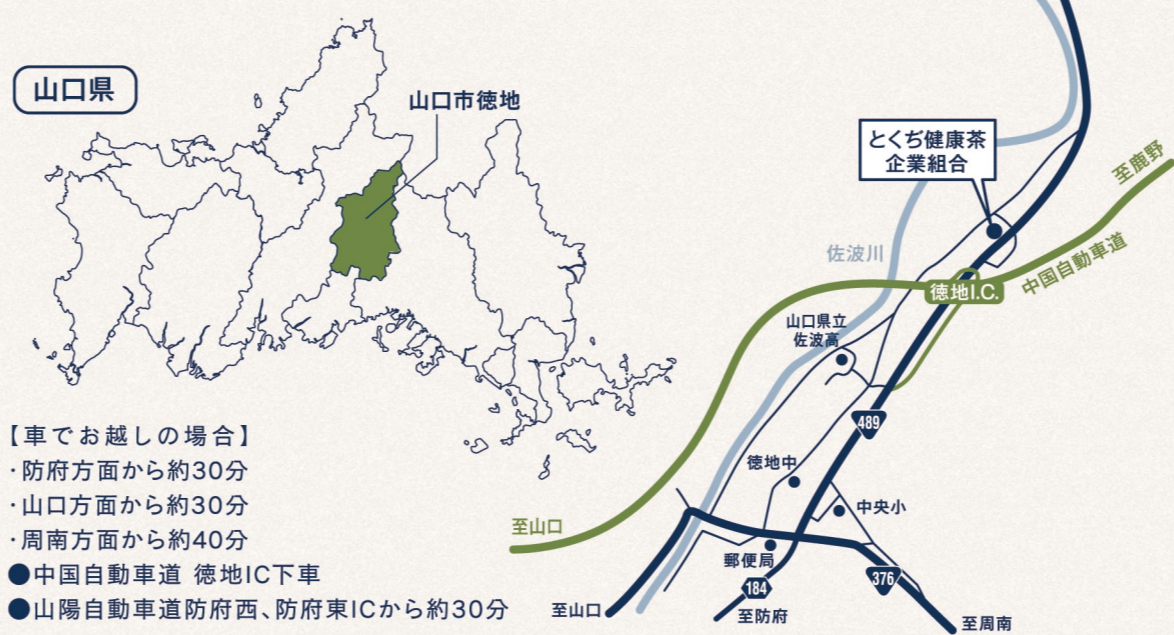 山口県
山口市徳地
【車でお越しの場合】
・防府方面から約30分
・山口方面から約30分
・周南方面から約40分
●中国自動車道 徳地IC下車
●山陽自動車道防府西、防府東ICから約30分
とくぢ健康茶
企業組合
至鹿野
中国自動車道
佐波川
徳地I.C.
山口県立
佐波高
489
徳地中
中央小
至山口
郵便局
184
376
至山口
至防府
至周南